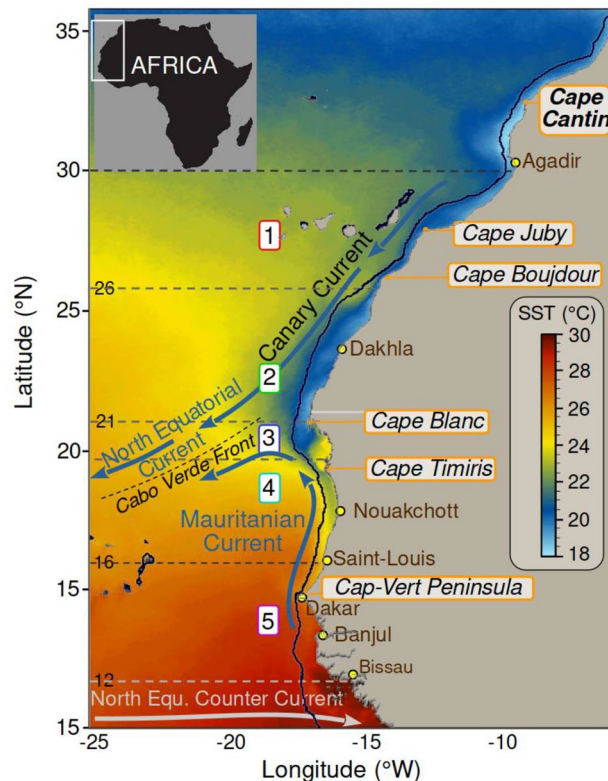 35
30
25
20
15
15
Latitude (°N)
AFRICA
Cape
Cantin
Agadir
1
Cape Juby
Canary Current
Cape Boujdour
26
SST (°C)
30
28
26
24
22
20
18
Dakhla
2
21
North Equatorial
Current
3
Cape Blanc
Cabo Verde Front
4
Cape Timiris
Mauritanian
Current
Nouakchott
16
Saint-Louis
Cap-Vert Peninsula
5
Dakar
Banjul
Bissau
12
North Equ. Counter Current
-25
-20
-15
-10
Longitude (°W)